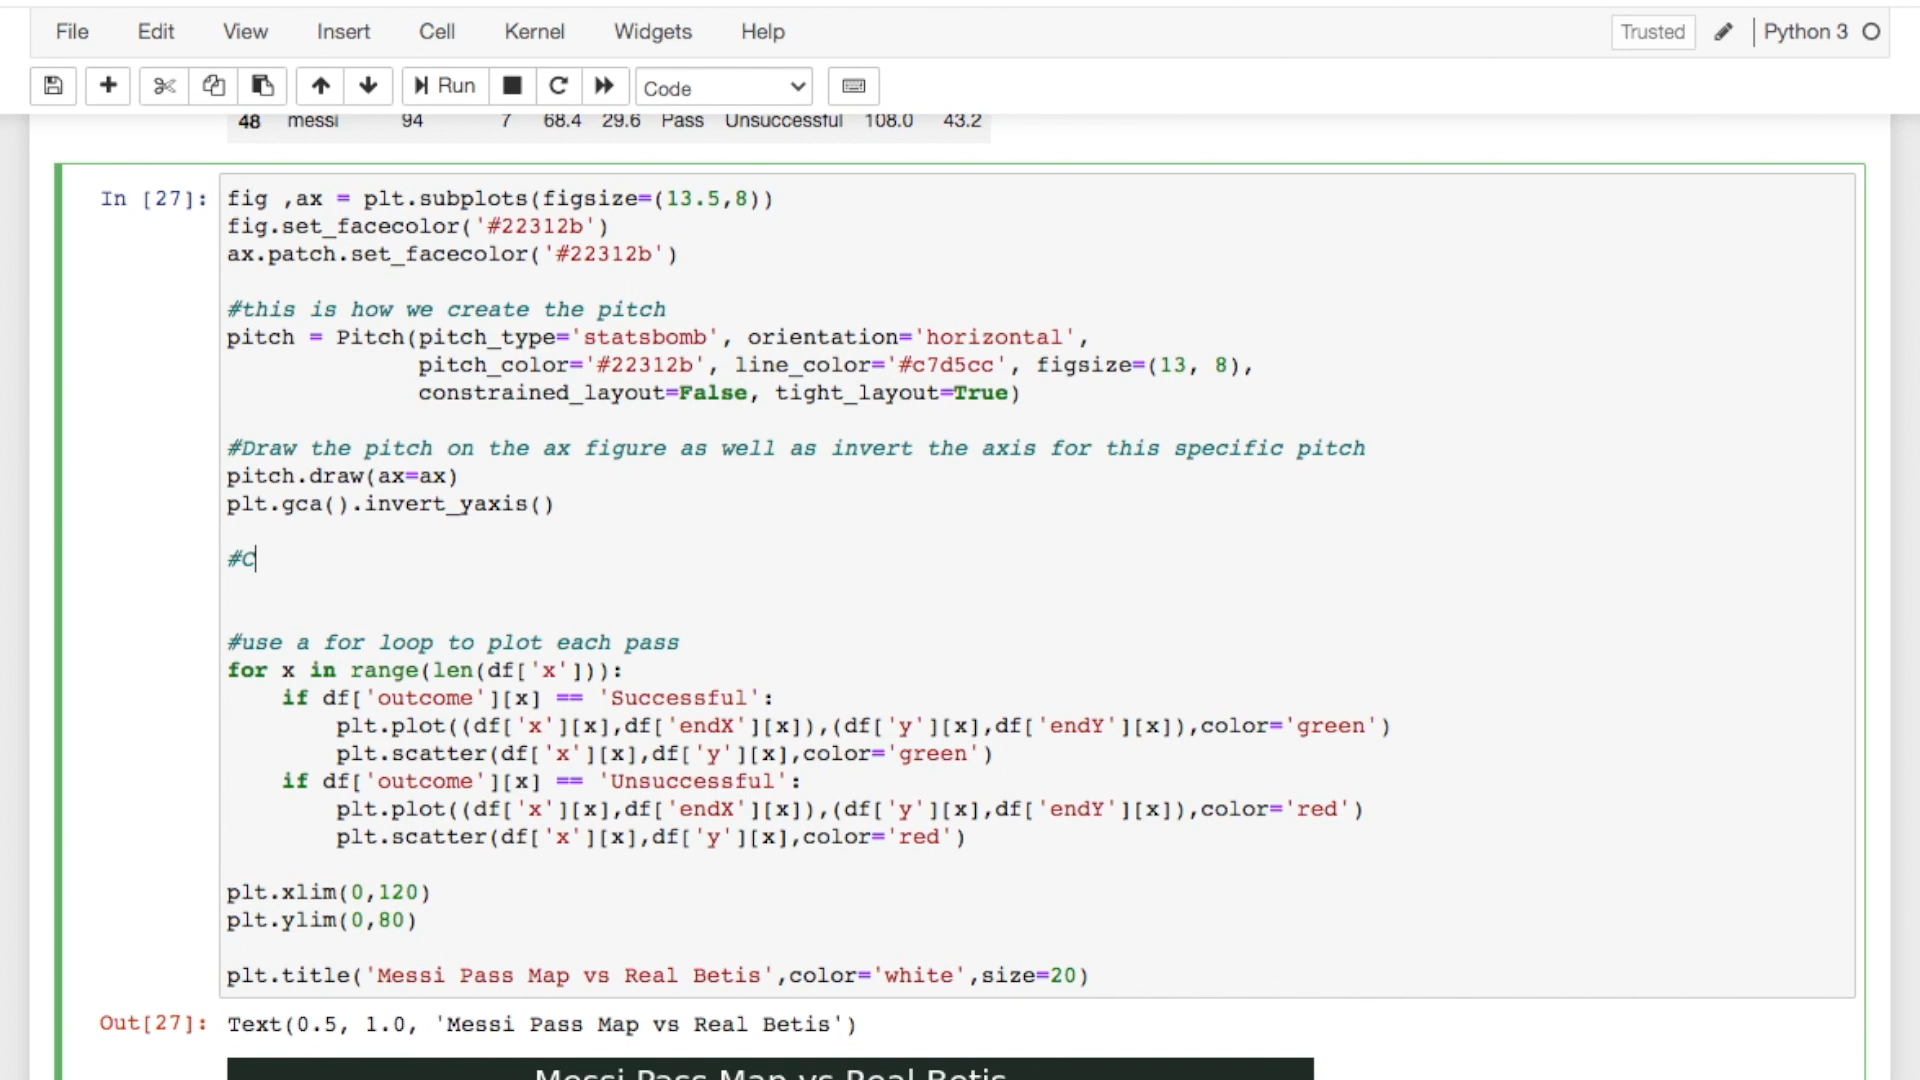 File Edit View Insert Cell Kernel Widgets Help Trusted Python 3
Run Code
48 messi 94 7 68.4 29.6 Pass Unsuccessful 108.0 43.2
In [27]: fig ,ax = plt.subplots(figsize=(13.5,8))
fig.set_facecolor('#22312b')
ax.patch.set_facecolor('#22312b')
#this is how we create the pitch
pitch = Pitch(pitch_type='statsbomb', orientation='horizontal',
pitch_color='#22312b', line_color='#c7d5cc', figsize=(13, 8),
constrained_layout=False, tight_layout=True)
#Draw the pitch on the ax figure as well as invert the axis for this specific pitch
pitch.draw(ax=ax)
plt.gca().invert_yaxis()
#C
#use a for loop to plot each pass
for x in range(len(df['x'])):
if df['outcome'][x] == 'Successful':
plt.plot((df['x'][x],df['endX'][x]),(df['y'][x],df['endY'][x]),color='green')
plt.scatter(df['x'][x],df['y'][x],color='green')
if df['outcome'][x] == 'Unsuccessful':
plt.plot((df['x'][x],df['endX'][x]),(df['y'][x],df['endY'][x]),color='red')
plt.scatter(df['x'][x],df['y'][x],color='red')
plt.xlim(0,120)
plt.ylim(0,80)
plt.title('Messi Pass Map vs Real Betis',color='white',size=20)
Out[27]: Text(0.5, 1.0, 'Messi Pass Map vs Real Betis')
Messi Pass Map vs Real Betis